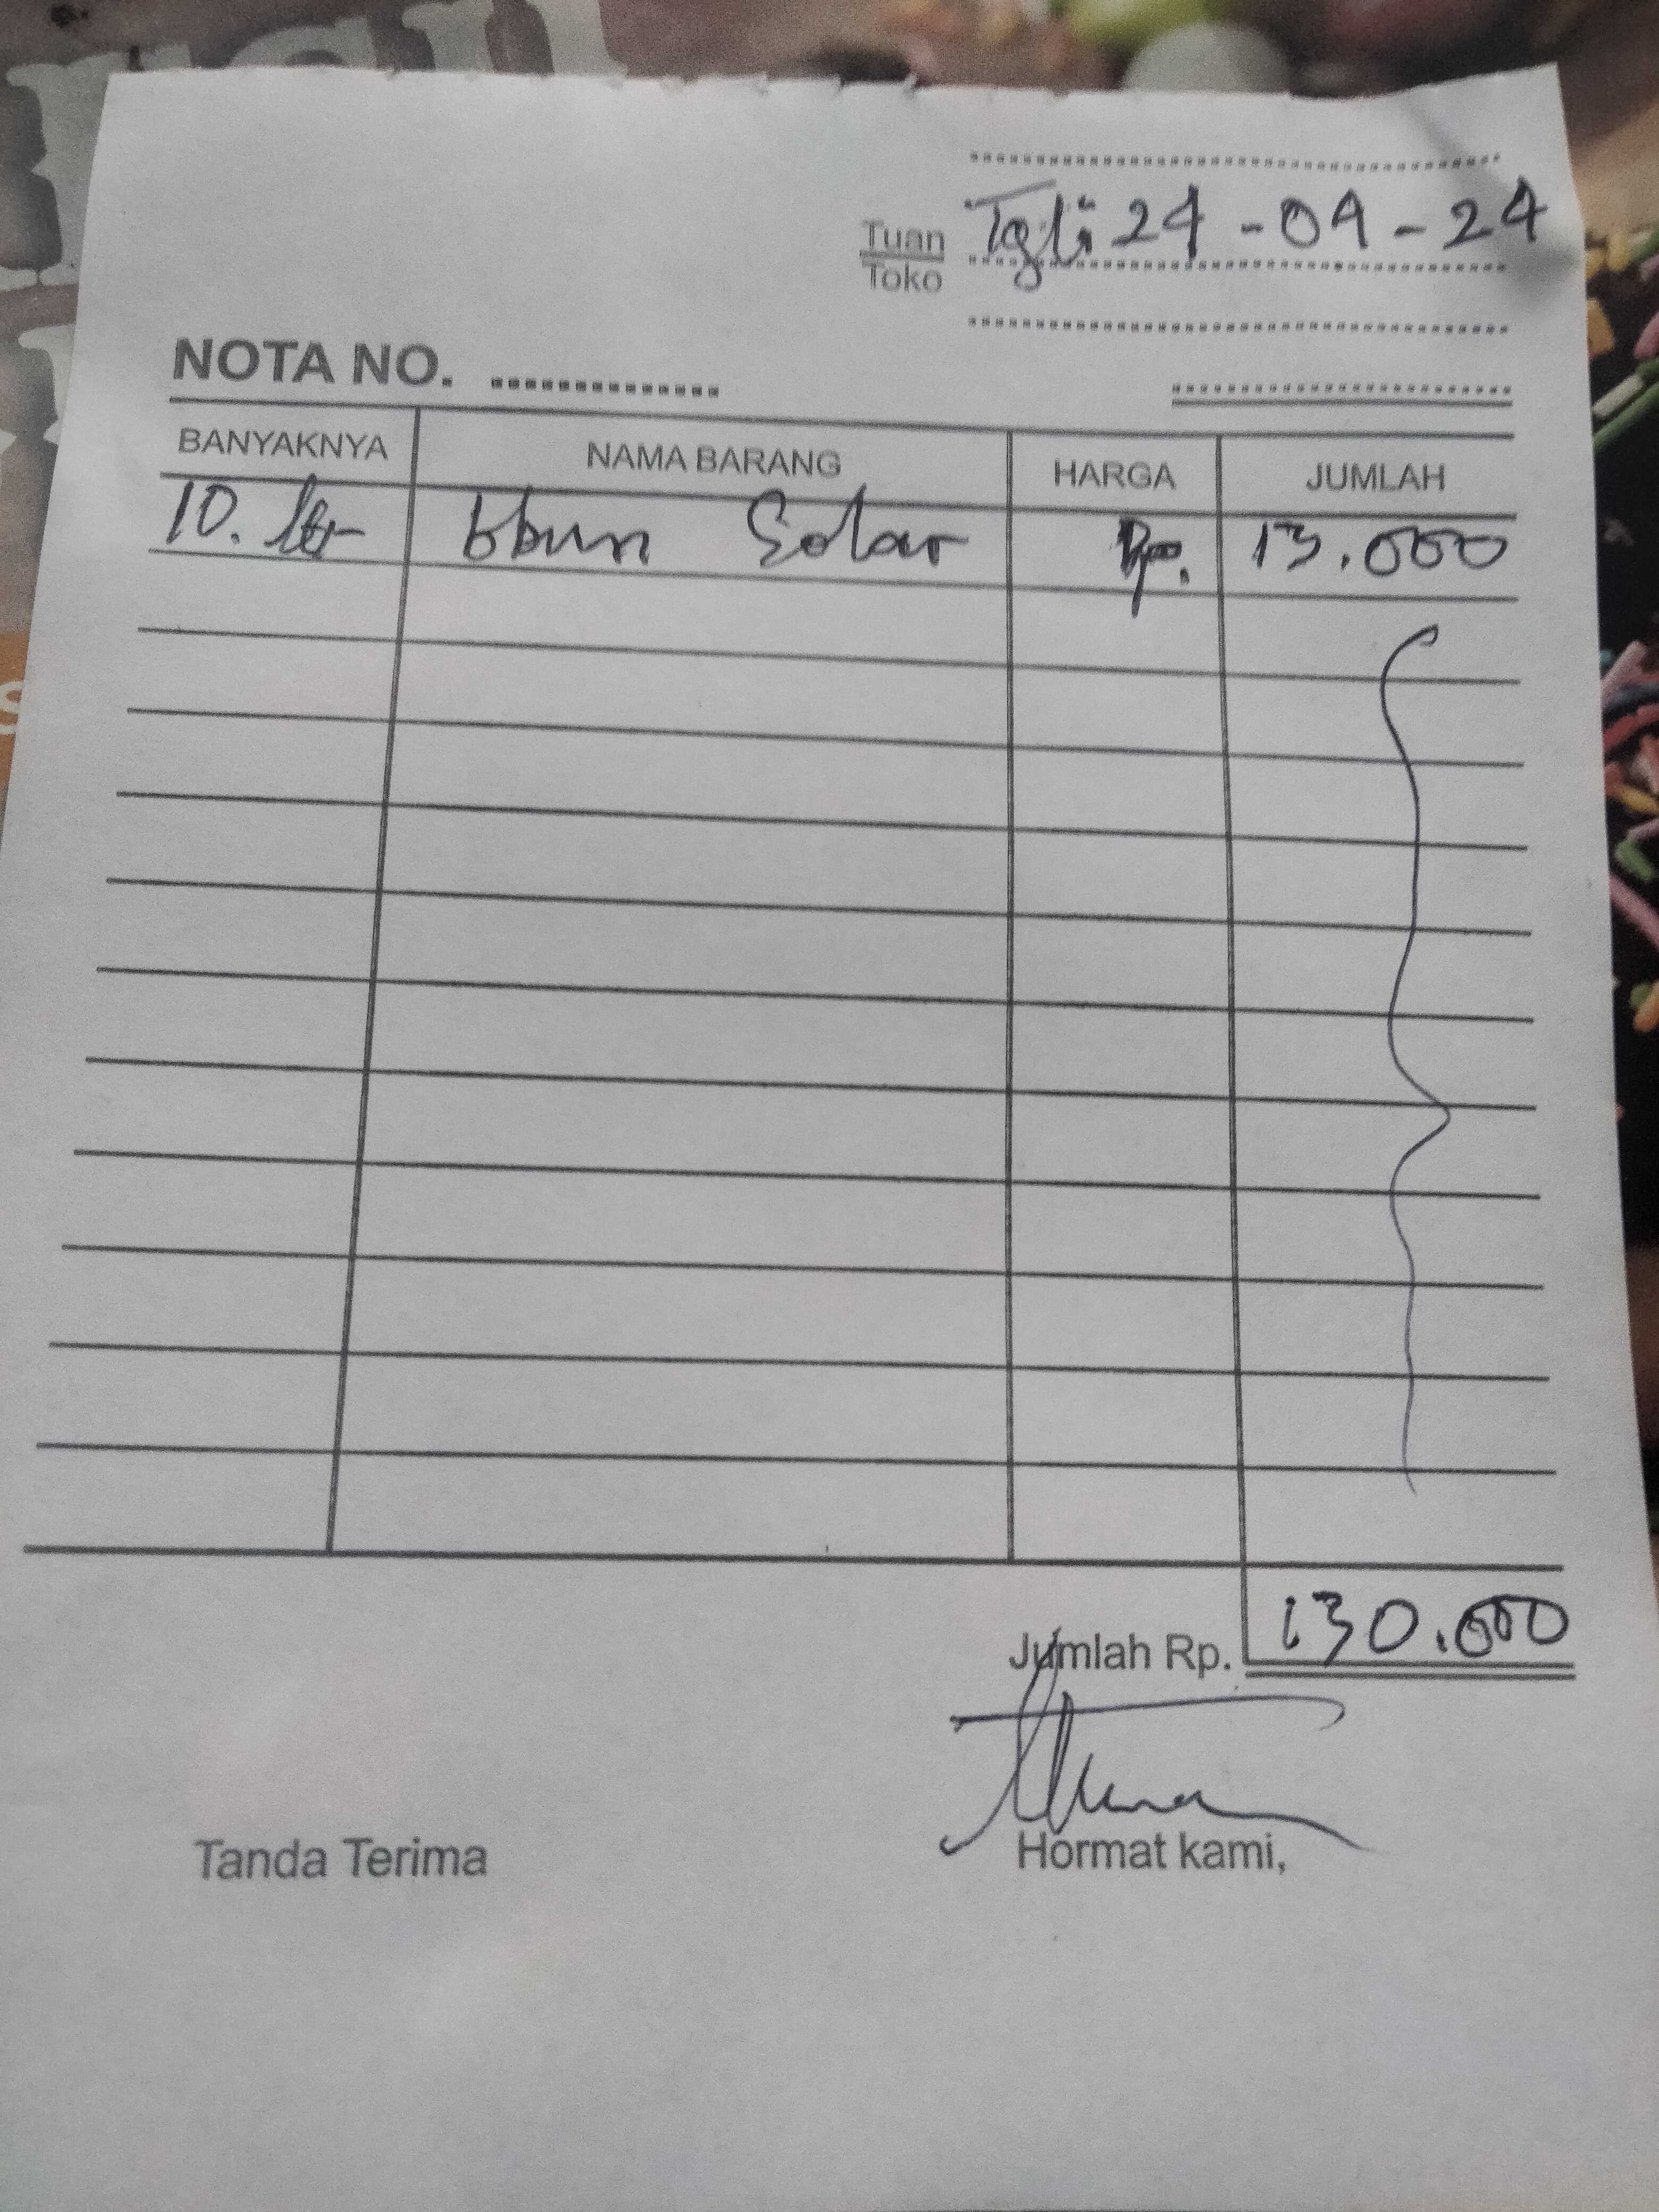 Tuan
Toko
Tgl: 24-04-24
NOTA NO.
BANYAKNYA NAMA BARANG HARGA JUMLAH
10. ltr bbm Solar Rp. 13.000
Jumlah Rp. 130.000
Tanda Terima Hormat kami,